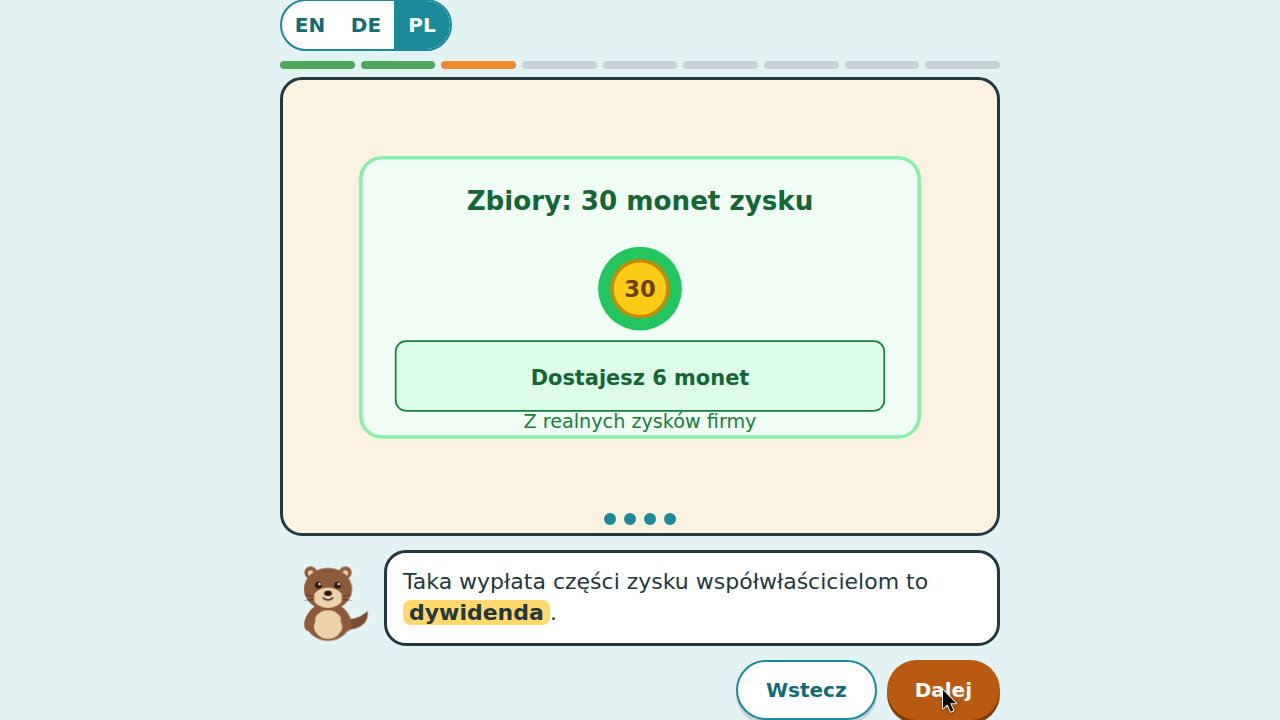 EN DE PL
Zbiory: 30 monet zysku
30
Dostajesz 6 monet
Z realnych zysków firmy
Taka wypłata części zysku współwłaścicielom to
dywidenda.
Wstecz Dalej